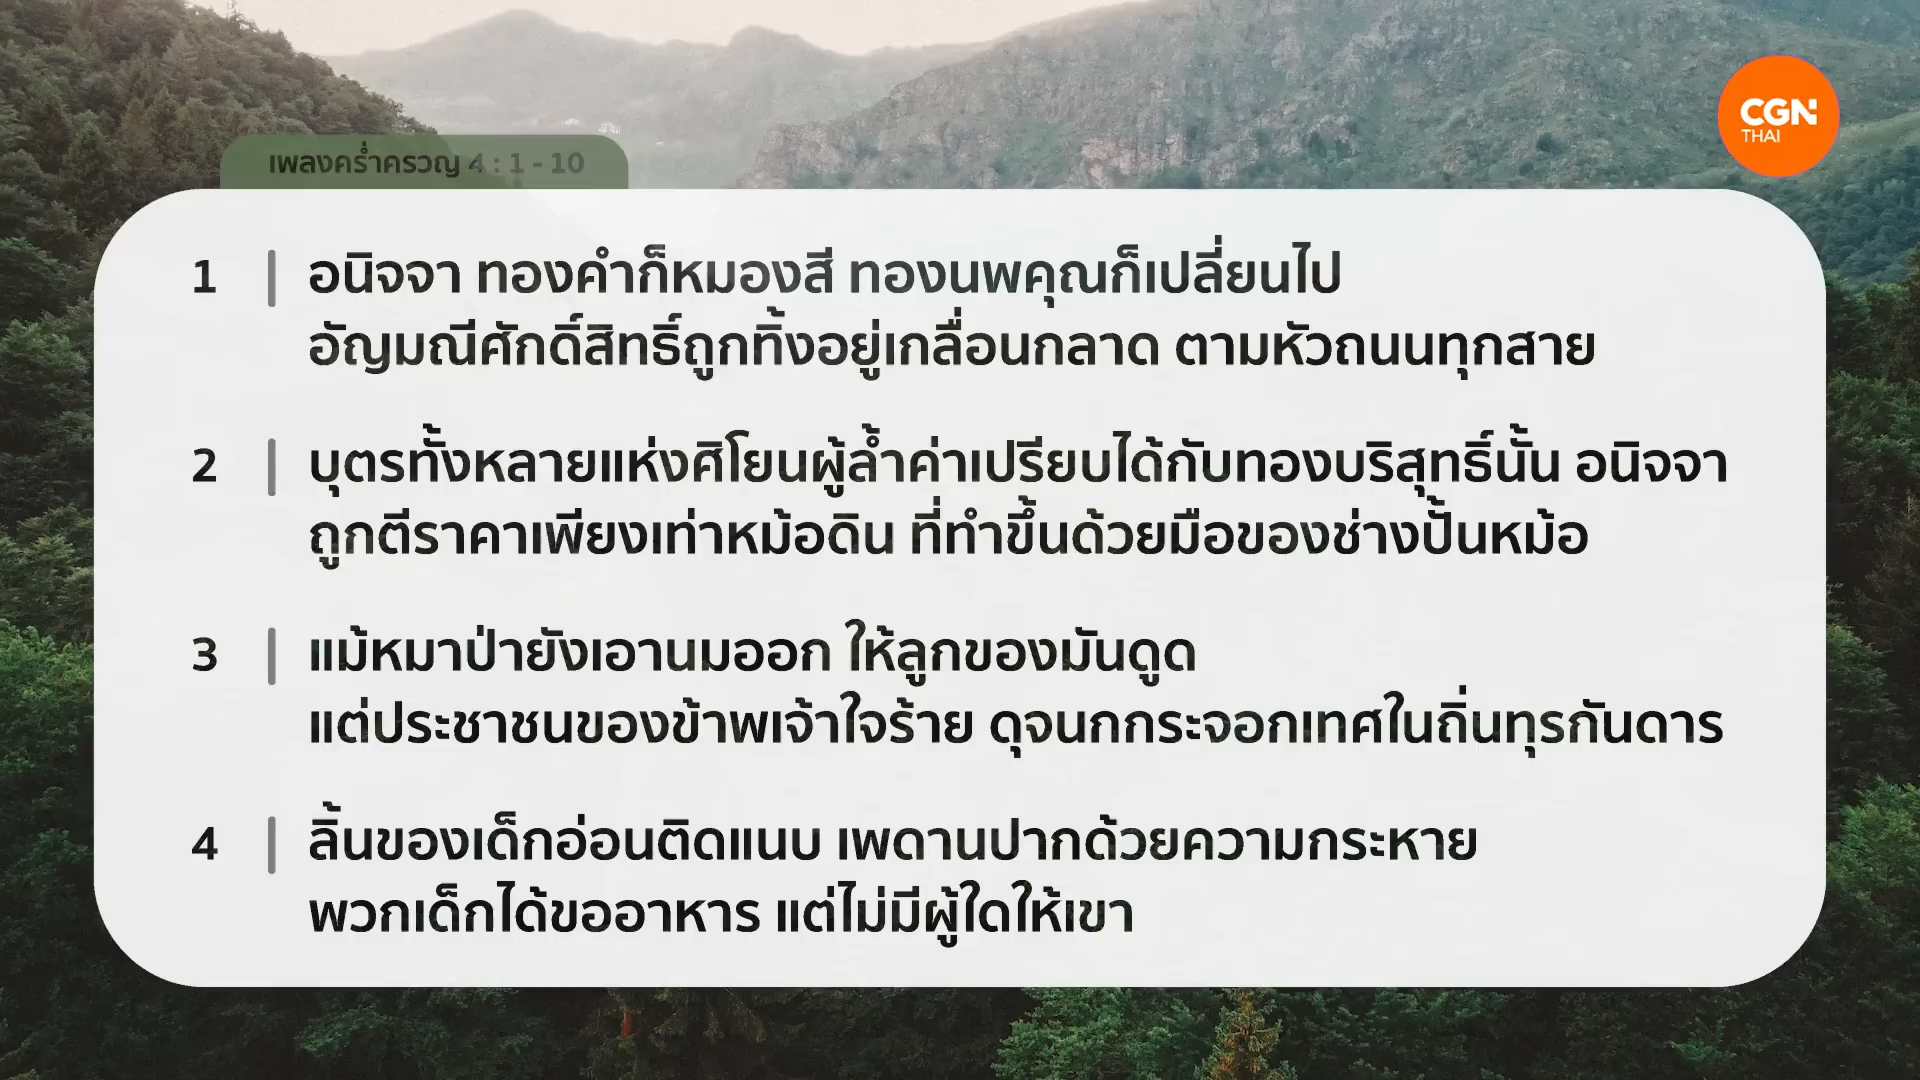 CGN
THAI
เพลงคร่ำครวญ 4 : 1 - 10
1 อนิจจา ทองคำก็หมองสี ทองนพคุณก็เปลี่ยนไป
อัญมณีศักดิ์สิทธิ์ถูกทิ้งอยู่เกลื่อนกลาด ตามหัวถนนทุกสาย
2 บุตรทั้งหลายแห่งศิโยนผู้ล้ำค่าเปรียบได้กับทองบริสุทธิ์นั้น อนิจจา
ถูกตีราคาเพียงเท่าหม้อดิน ที่ทำขึ้นด้วยมือของช่างปั้นหม้อ
3 แม้หมาป่ายังเอานมออก ให้ลูกของมันดูด
แต่ประชาชนของข้าพเจ้าใจร้าย ดุจนกกระจอกเทศในถิ่นทุรกันดาร
4 ลิ้นของเด็กอ่อนติดแนบ เพดานปากด้วยความกระหาย
พวกเด็กได้ขออาหาร แต่ไม่มีผู้ใดให้เขา